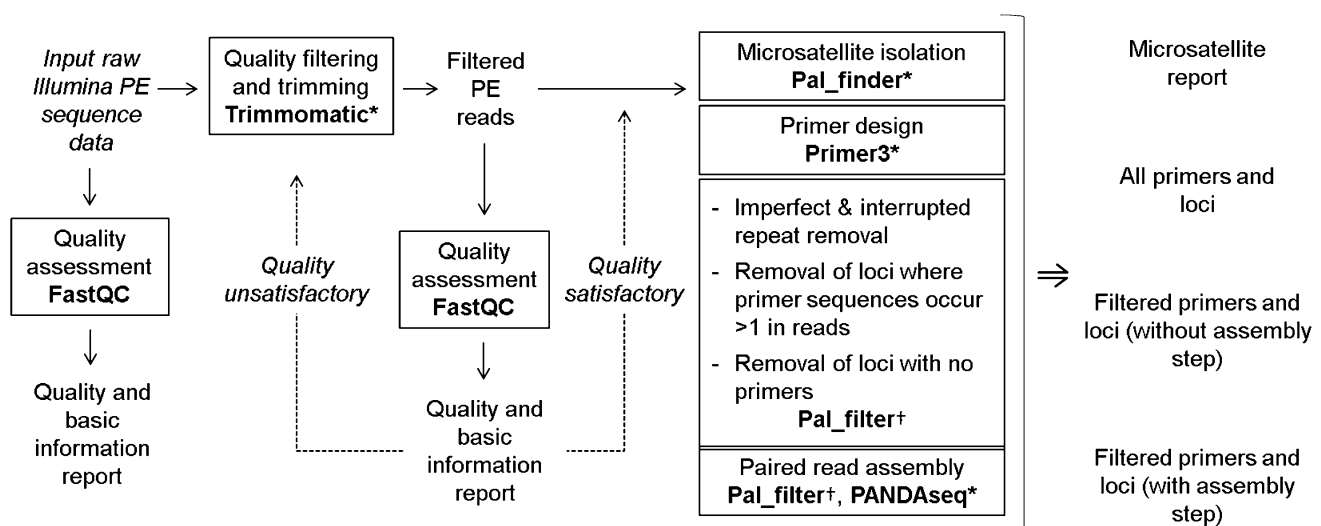 Input raw
Illumina PE
sequence
data
Quality
assessment
FastQC
Quality and
basic
information
report
Quality filtering
and trimming
Trimmomatic*
Quality
unsatisfactory
Filtered
PE
reads
Quality
assessment
FastQC
Quality and
basic
information
report
Quality
satisfactory
Microsatellite isolation
Pal_finder*
Primer design
Primer3*
- Imperfect & interrupted
repeat removal
- Removal of loci where
primer sequences occur
>1 in reads
- Removal of loci with no
primers
Pal_filter†
Paired read assembly
Pal_filter†, PANDAseq*
Microsatellite
report
All primers and
loci
Filtered primers and
loci (without assembly
step)
Filtered primers and
loci (with assembly
step)